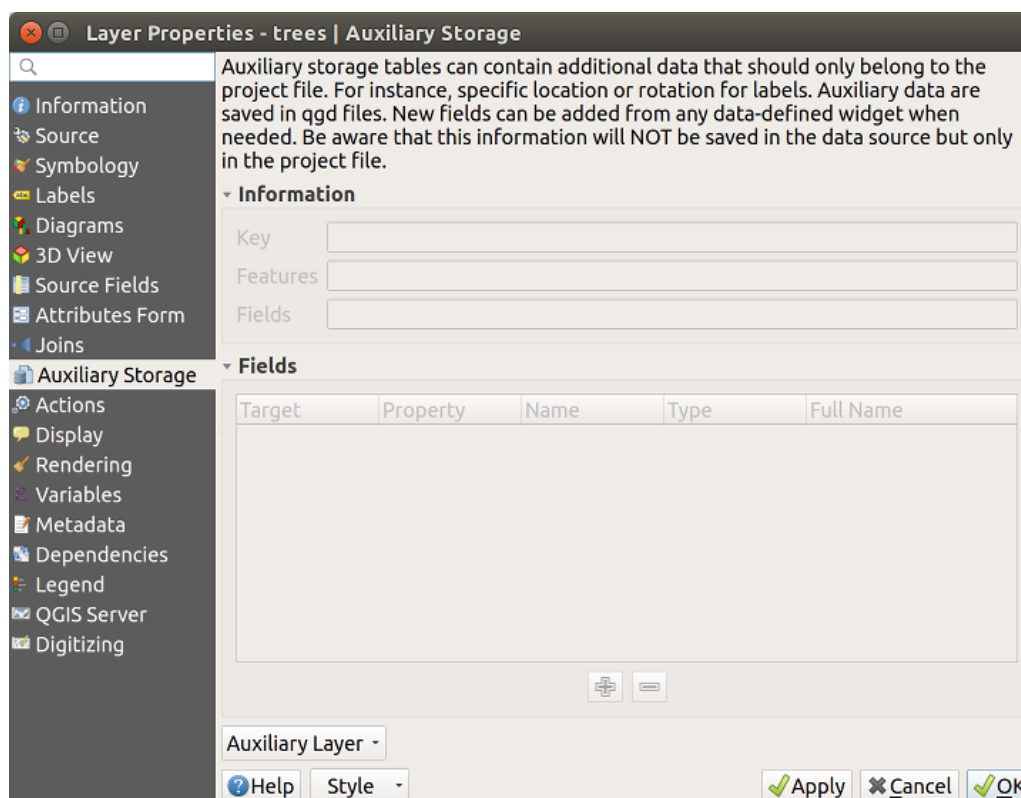 Layer Properties - trees | Auxiliary Storage
Information
Source
Symbology
Labels
Diagrams
3D View
Source Fields
Attributes Form
Joins
Auxiliary Storage
Actions
Display
Rendering
Variables
Metadata
Dependencies
Legend
QGIS Server
Digitizing
Auxiliary storage tables can contain additional data that should only belong to the
project file. For instance, specific location or rotation for labels. Auxiliary data are
saved in qgd files. New fields can be added from any data-defined widget when
needed. Be aware that this information will NOT be saved in the data source but only
in the project file.
Information
Key
Features
Fields
Fields
Target Property Name Type Full Name
Auxiliary Layer
Help Style Apply Cancel OK